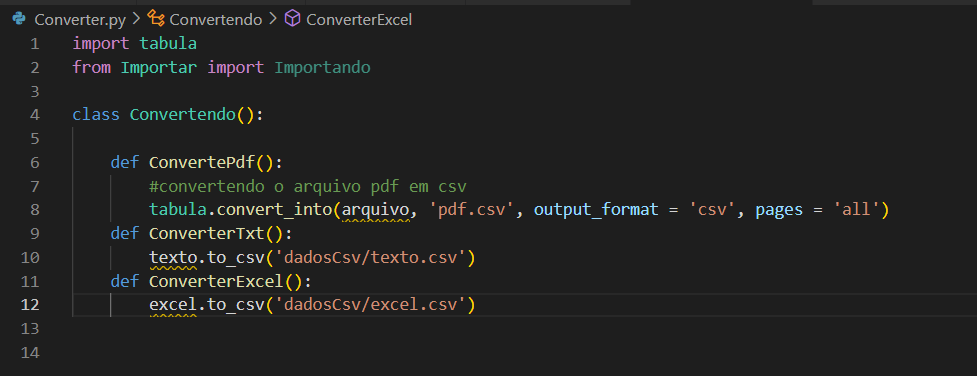 Converter.py > Convertendo > ConverterExcel
1 import tabula
2 from Importar import Importando
3
4 class Convertendo():
5
6 def ConvertePdf():
7 #convertendo o arquivo pdf em csv
8 tabula.convert_into(arquivo, 'pdf.csv', output_format = 'csv', pages = 'all')
9 def ConverterTxt():
10 texto.to_csv('dadosCsv/texto.csv')
11 def ConverterExcel():
12 excel.to_csv('dadosCsv/excel.csv')
13
14